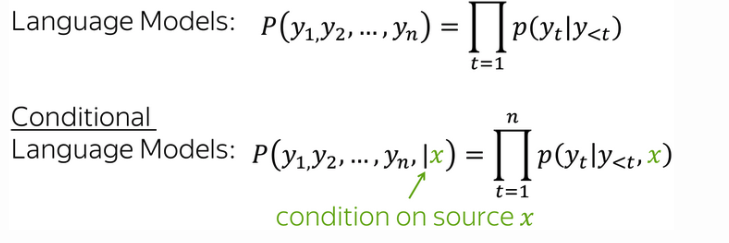 Language Models: P(y₁,y₂, ..., yₙ) = ∏ p(yₜ|y<ₜ)
t=1
Conditional
n
Language Models: P(y₁,y₂, ..., yₙ,|x) = ∏ p(yₜ|y<ₜ, x)
t=1
condition on source x